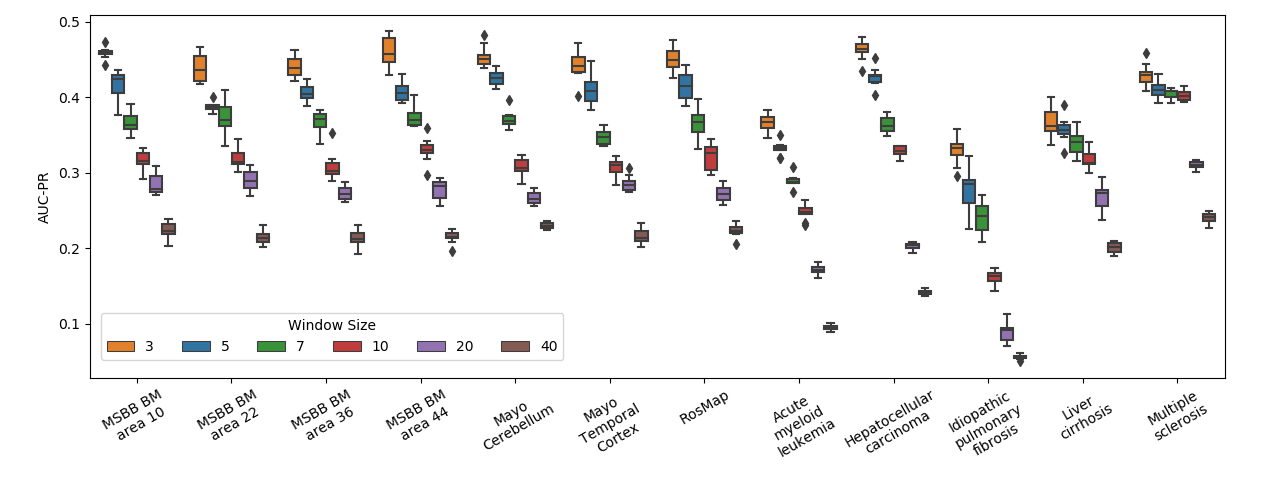 0.5
0.4
0.3
0.2
0.1
AUC-PR
Window Size
3 5 7 10 20 40
MSBB BM
area 10
MSBB BM
area 22
MSBB BM
area 36
MSBB BM
area 44
Mayo
Cerebellum
Mayo
Temporal
Cortex
RosMap
Acute
myeloid
leukemia
Hepatocellular
carcinoma
Idiopathic
pulmonary
fibrosis
Liver
cirrhosis
Multiple
sclerosis